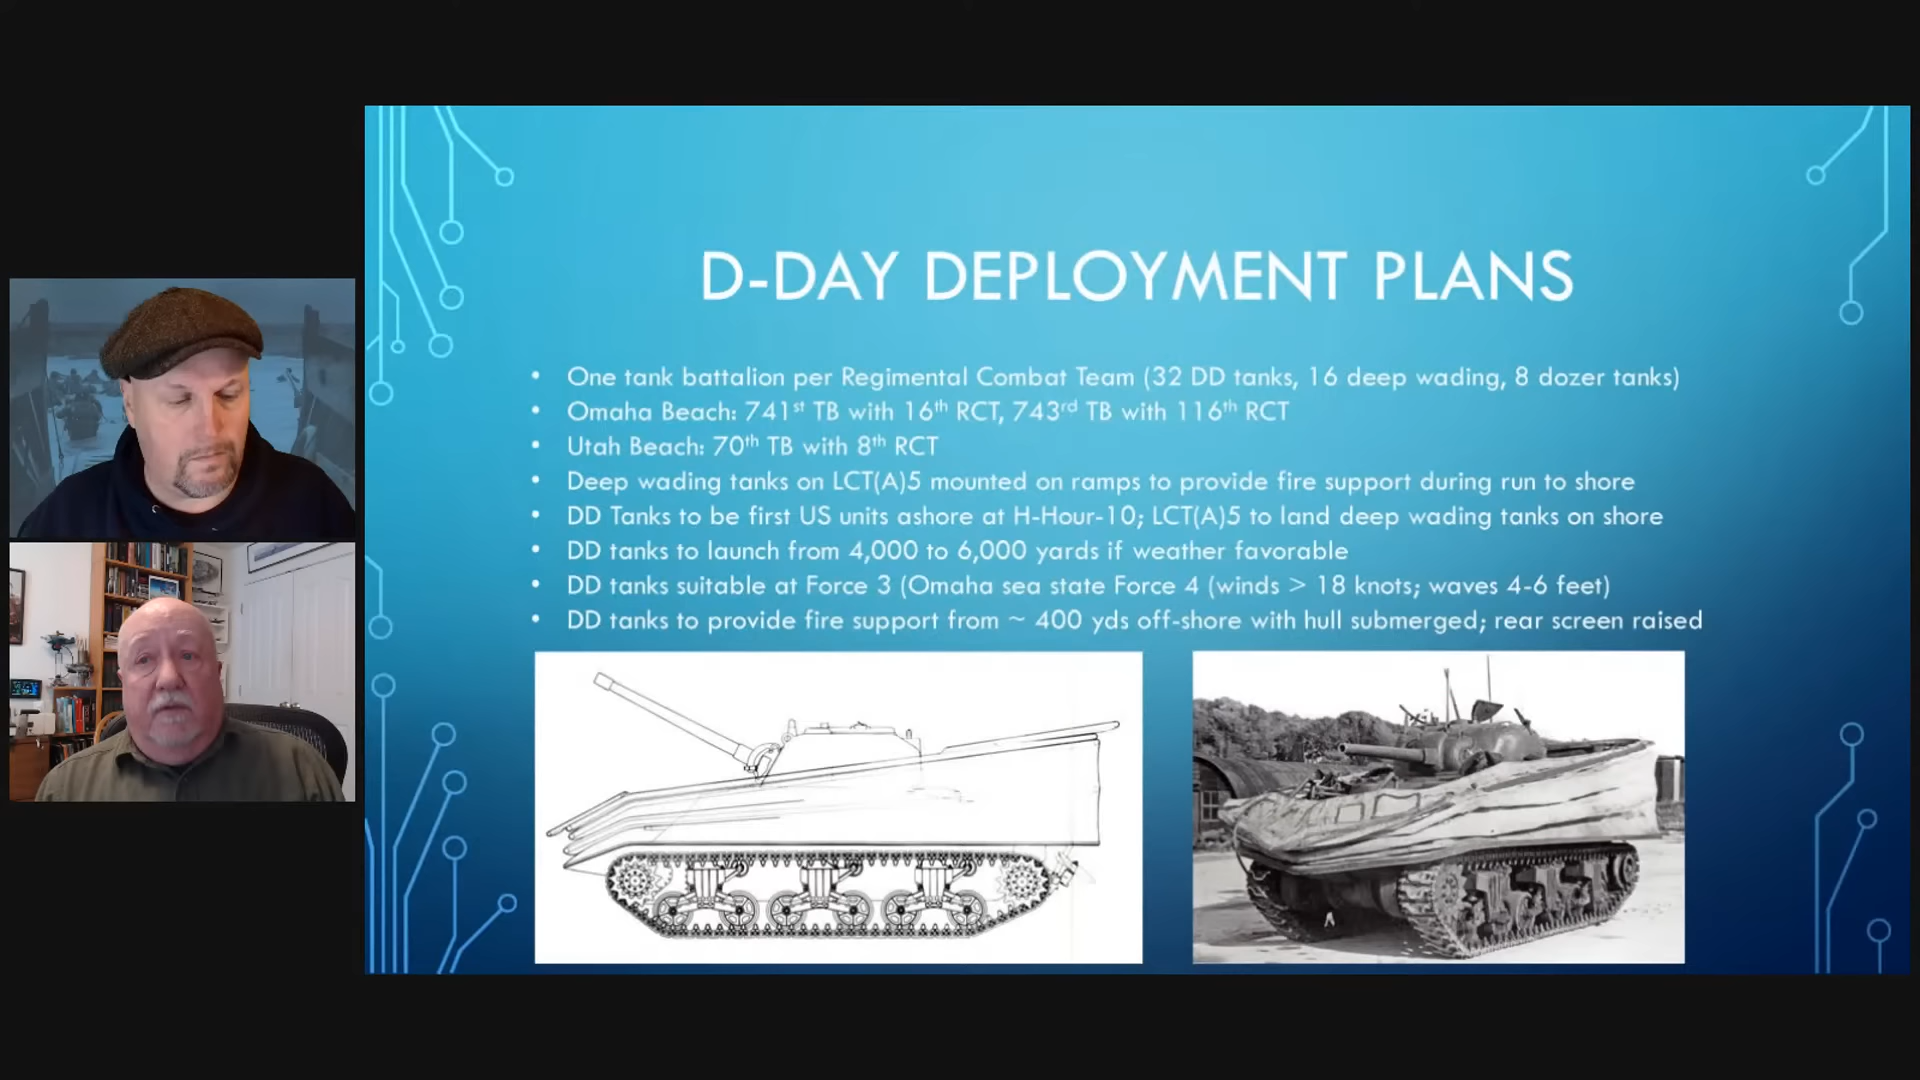 D-DAY DEPLOYMENT PLANS
• One tank battalion per Regimental Combat Team (32 DD tanks, 16 deep wading, 8 dozer tanks)
• Omaha Beach: 741st TB with 16th RCT, 743rd TB with 116th RCT
• Utah Beach: 70th TB with 8th RCT
• Deep wading tanks on LCT(A)5 mounted on ramps to provide fire support during run to shore
• DD Tanks to be first US units ashore at H-Hour-10; LCT(A)5 to land deep wading tanks on shore
• DD tanks to launch from 4,000 to 6,000 yards if weather favorable
• DD tanks suitable at Force 3 (Omaha sea state Force 4 (winds > 18 knots; waves 4-6 feet)
• DD tanks to provide fire support from ~ 400 yds off-shore with hull submerged; rear screen raised